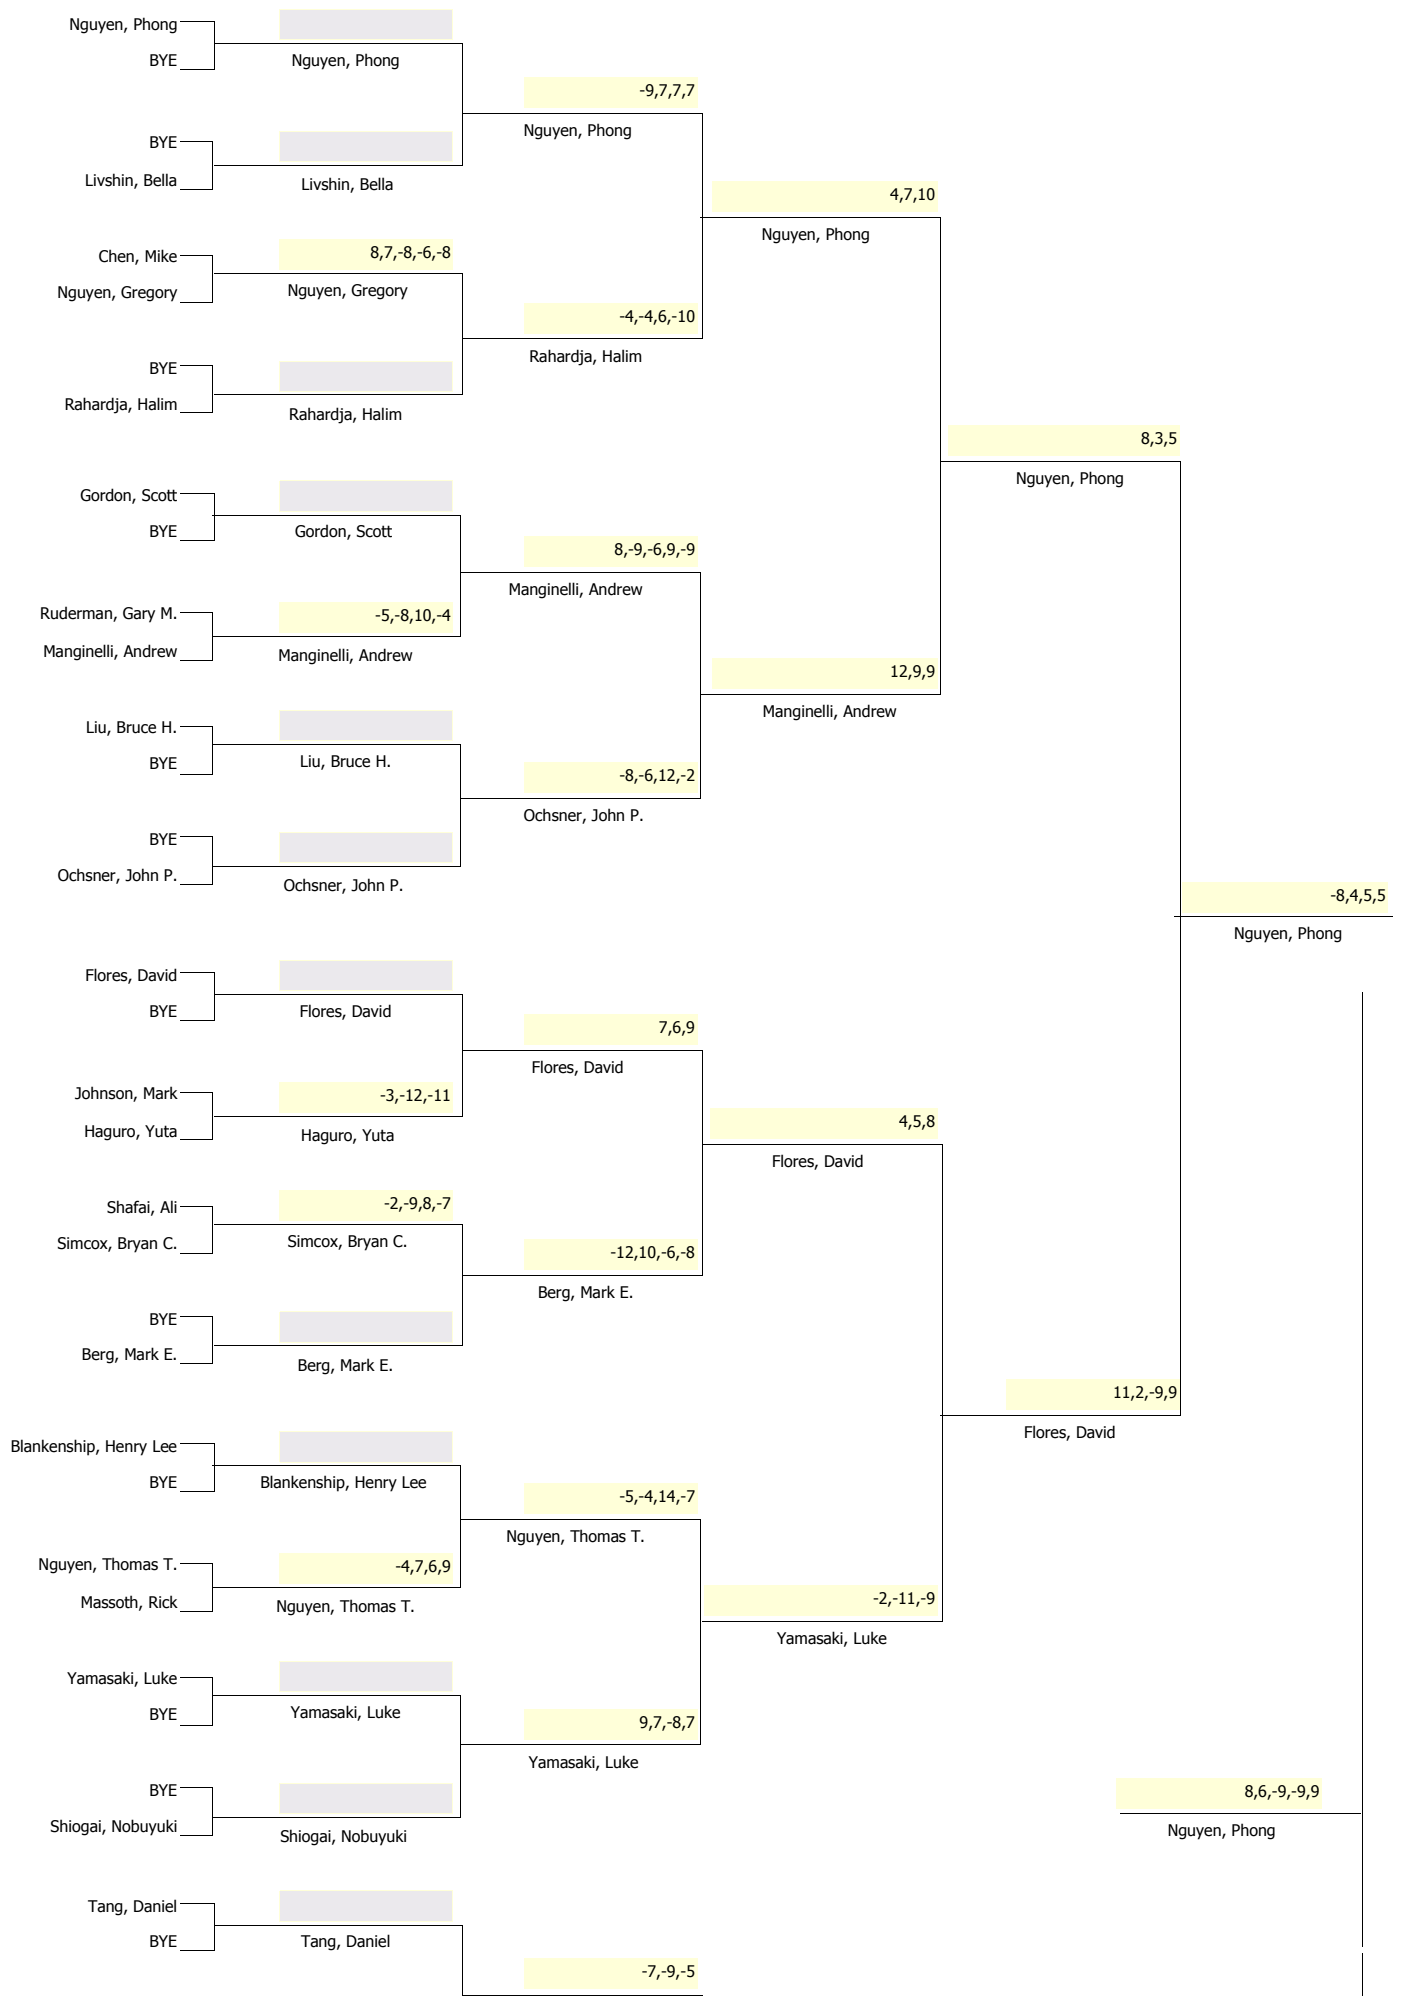 Nguyen, Phong
BYE
Nguyen, Phong
-9,7,7,7
Nguyen, Phong
BYE
Livshin, Bella
Livshin, Bella
4,7,10
Nguyen, Phong
Chen, Mike
8,7,-8,-6,-8
Nguyen, Gregory
Nguyen, Gregory
-4,-4,6,-10
Rahardja, Halim
BYE
Rahardja, Halim
Rahardja, Halim
8,3,5
Nguyen, Phong
Gordon, Scott
BYE
Gordon, Scott
8,-9,-6,9,-9
Manginelli, Andrew
Ruderman, Gary M.
-5,-8,10,-4
Manginelli, Andrew
Manginelli, Andrew
12,9,9
Manginelli, Andrew
Liu, Bruce H.
BYE
Liu, Bruce H.
-8,-6,12,-2
Ochsner, John P.
BYE
Ochsner, John P.
Ochsner, John P.
-8,4,5,5
Nguyen, Phong
Flores, David
BYE
Flores, David
7,6,9
Flores, David
Johnson, Mark
-3,-12,-11
Haguro, Yuta
Haguro, Yuta
4,5,8
Flores, David
Shafai, Ali
-2,-9,8,-7
Simcox, Bryan C.
Simcox, Bryan C.
-12,10,-6,-8
Berg, Mark E.
BYE
Berg, Mark E.
Berg, Mark E.
11,2,-9,9
Flores, David
Blankenship, Henry Lee
BYE
Blankenship, Henry Lee
-5,-4,14,-7
Nguyen, Thomas T.
Nguyen, Thomas T.
-4,7,6,9
Massoth, Rick
Nguyen, Thomas T.
-2,-11,-9
Yamasaki, Luke
Yamasaki, Luke
BYE
Yamasaki, Luke
9,7,-8,7
Yamasaki, Luke
BYE
Shiogai, Nobuyuki
Shiogai, Nobuyuki
8,6,-9,-9,9
Nguyen, Phong
Tang, Daniel
BYE
Tang, Daniel
-7,-9,-5